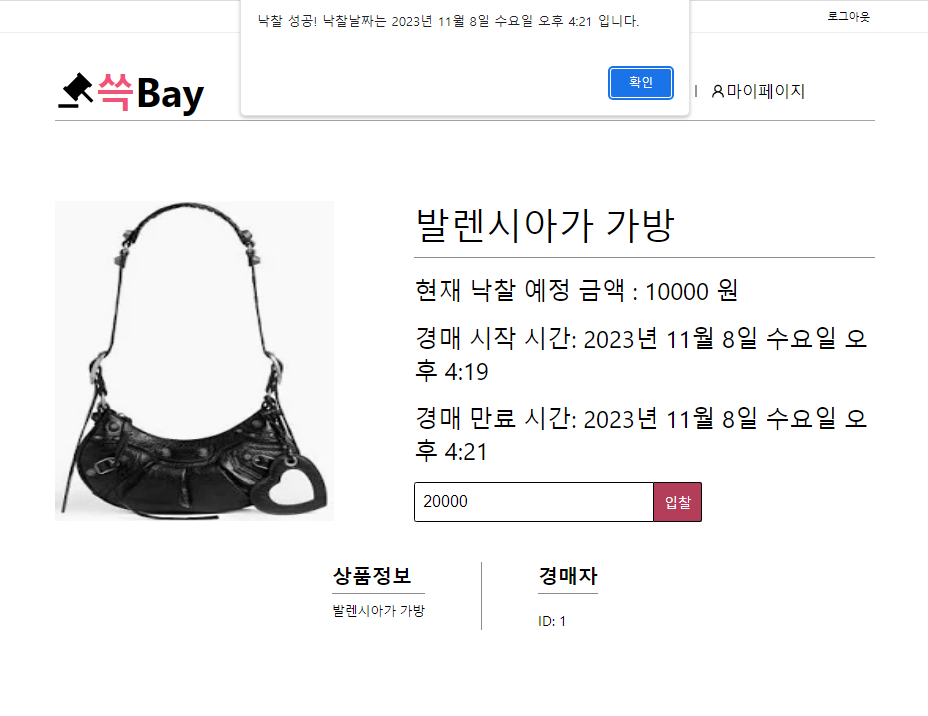 낙찰 성공! 낙찰날짜는 2023년 11월 8일 수요일 오후 4:21 입니다.
확인
로그아웃
쓱Bay
| 마이페이지
발렌시아가 가방
현재 낙찰 예정 금액 : 10000 원
경매 시작 시간: 2023년 11월 8일 수요일 오
후 4:19
경매 만료 시간: 2023년 11월 8일 수요일 오
후 4:21
20000
입찰
상품정보
발렌시아가 가방
경매자
ID: 1